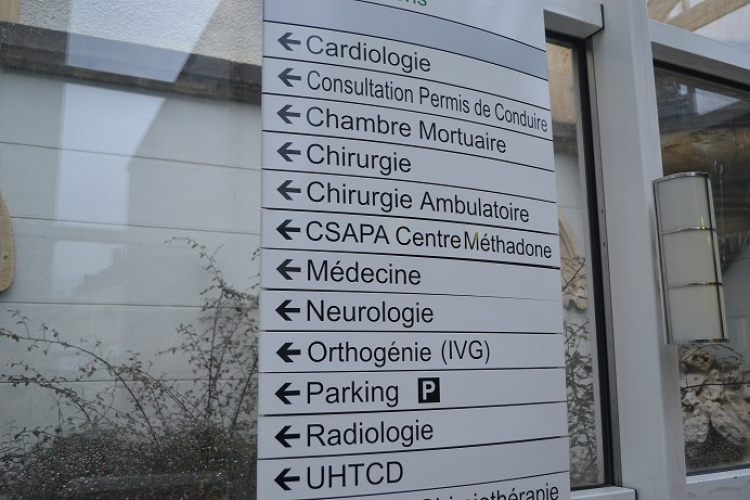 ← Cardiologie
← Consultation Permis de Conduire
← Chambre Mortuaire
← Chirurgie
← Chirurgie Ambulatoire
← CSAPA Centre Méthadone
← Médecine
← Neurologie
← Orthogénie (IVG)
← Parking P
← Radiologie
← UHTCD
Chimiothérapie